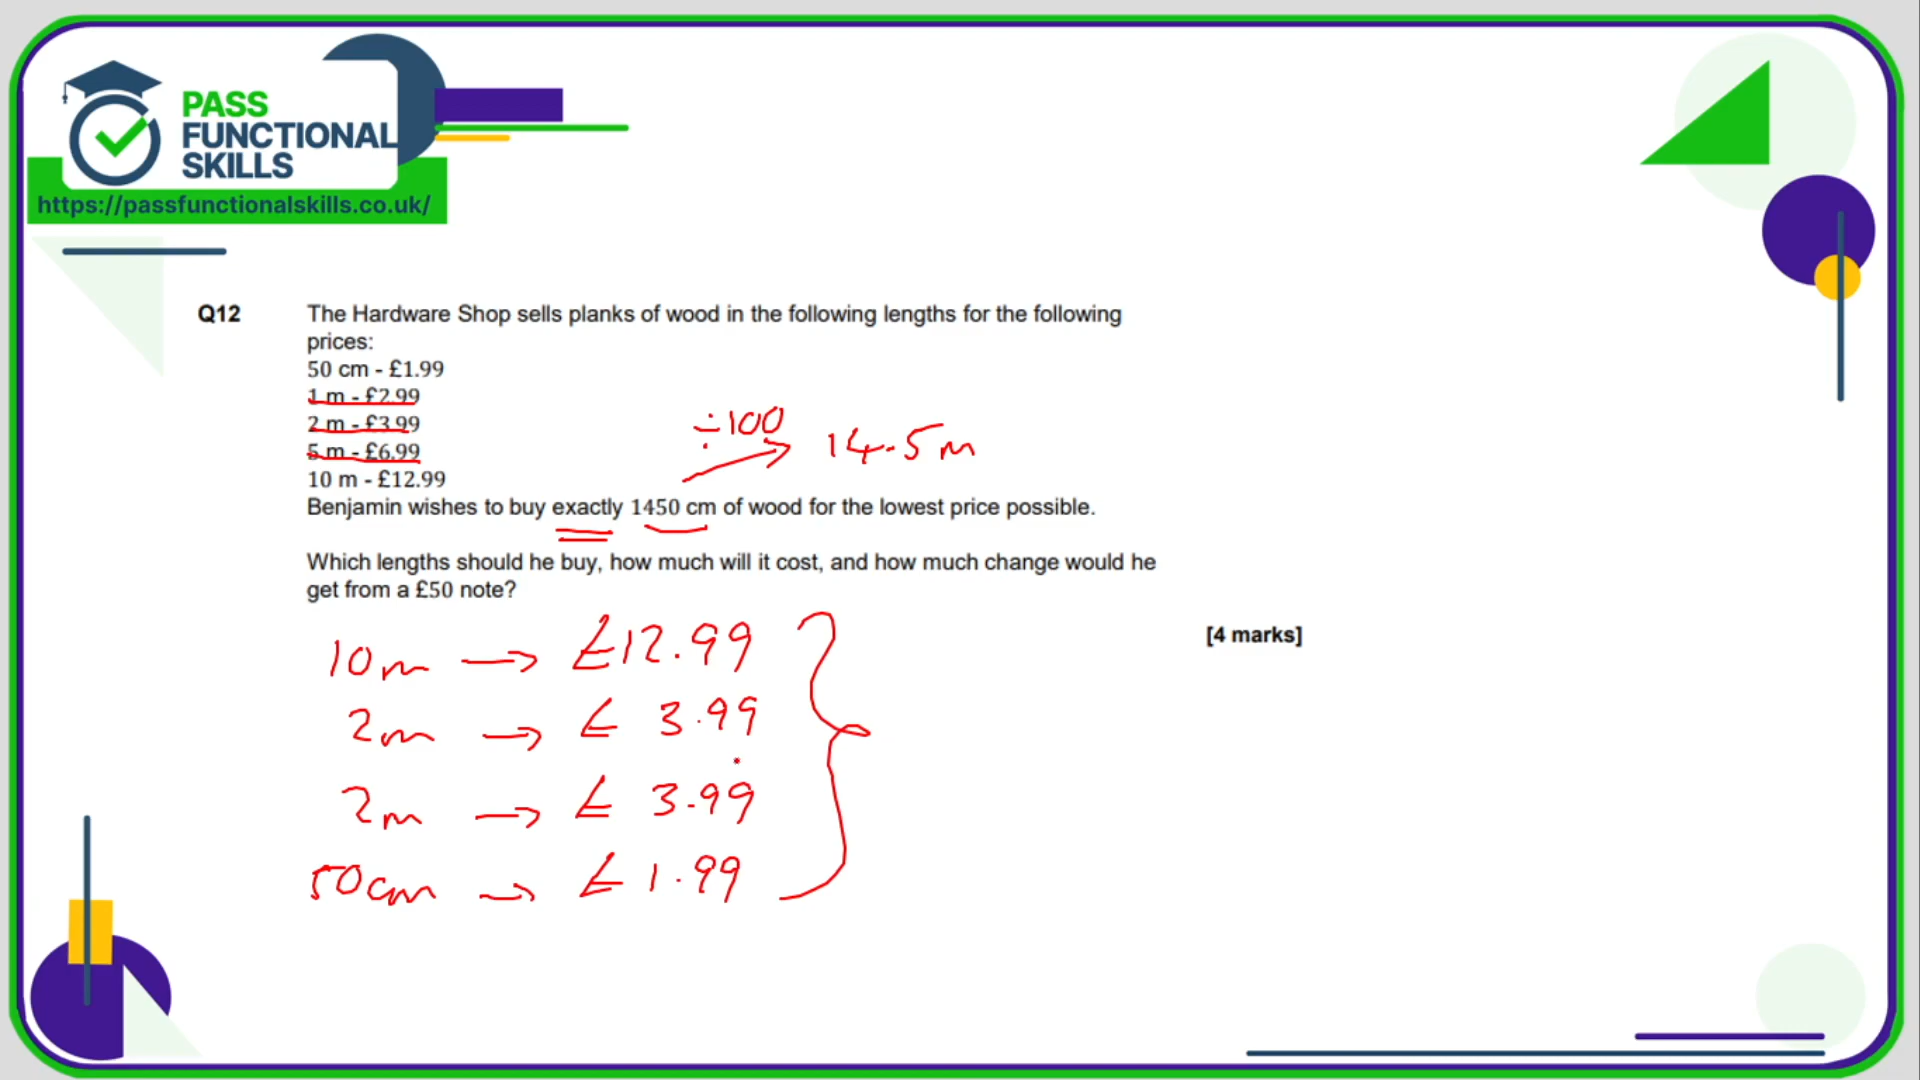 PASS
FUNCTIONAL
SKILLS
https://passfunctionalskills.co.uk/
Q12 The Hardware Shop sells planks of wood in the following lengths for the following
prices:
50 cm - £1.99
1 m - £2.99
2 m - £3.99
5 m - £6.99
10 m - £12.99
÷100
14.5m
Benjamin wishes to buy exactly 1450 cm of wood for the lowest price possible.
Which lengths should he buy, how much will it cost, and how much change would he
get from a £50 note?
[4 marks]
10m → £12.99
2m → £ 3.99
2m → £ 3.99
50cm → £ 1.99